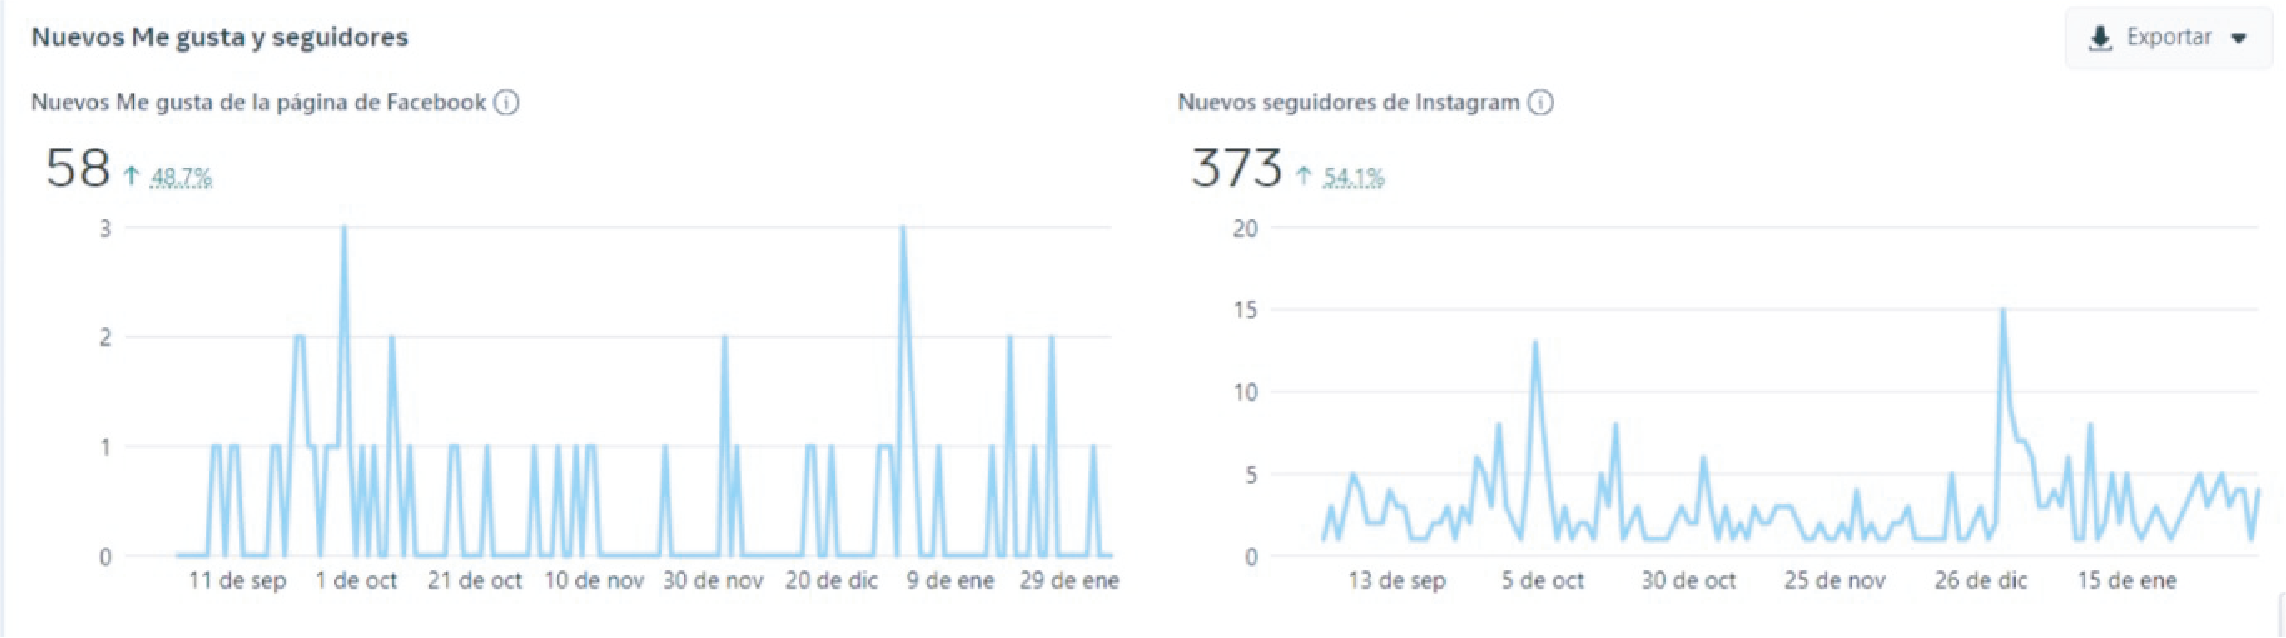 Nuevos Me gusta y seguidores
Exportar
Nuevos Me gusta de la página de Facebook
58 ↑ 48.7%
3
2
1
0
11 de sep 1 de oct 21 de oct 10 de nov 30 de nov 20 de dic 9 de ene 29 de ene
Nuevos seguidores de Instagram
373 ↑ 54.1%
20
15
10
5
0
13 de sep 5 de oct 30 de oct 25 de nov 26 de dic 15 de ene